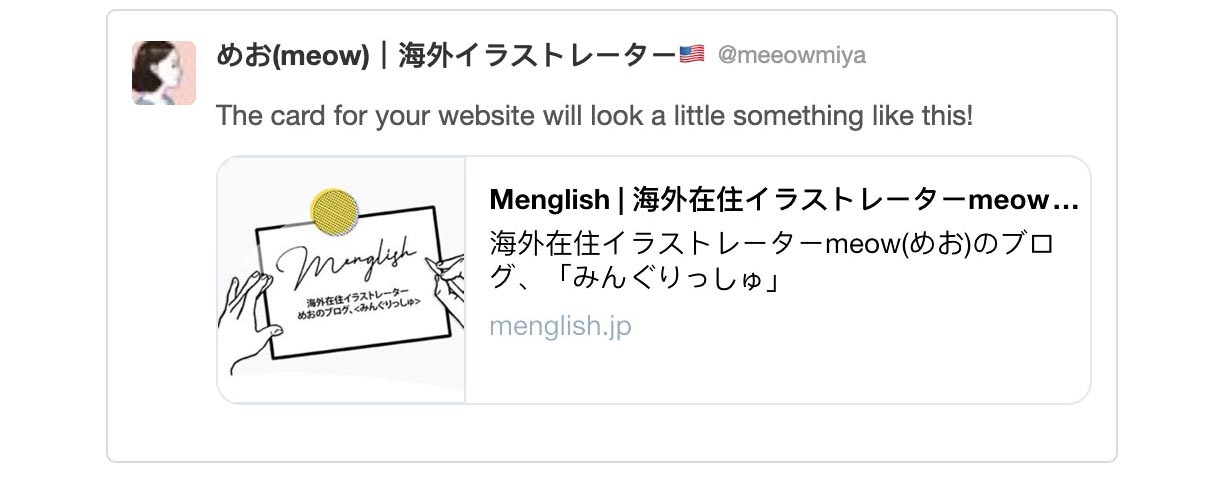 めお(meow)｜海外イラストレーター🇺🇸 @meeowmiya
The card for your website will look a little something like this!
Menglish
海外在住イラストレーター
めおのブログ、<みんぐりっしゅ>
Menglish | 海外在住イラストレーターmeow…
海外在住イラストレーターmeow(めお)のブロ
グ、「みんぐりっしゅ」
menglish.jp